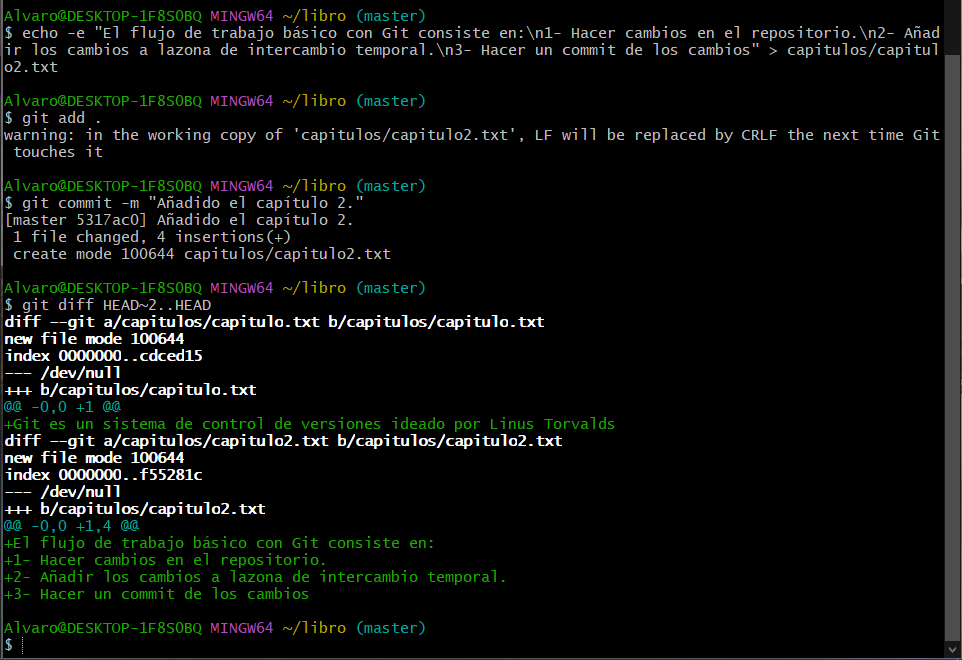 Alvaro@DESKTOP-1F8S0BQ MINGW64 ~/libro (master)
$ echo -e "El flujo de trabajo básico con Git consiste en:\n1- Hacer cambios en el repositorio.\n2- Añad
ir los cambios a lazona de intercambio temporal.\n3- Hacer un commit de los cambios" > capitulos/capitul
o2.txt
Alvaro@DESKTOP-1F8S0BQ MINGW64 ~/libro (master)
$ git add .
warning: in the working copy of 'capitulos/capitulo2.txt', LF will be replaced by CRLF the next time Git
 touches it
Alvaro@DESKTOP-1F8S0BQ MINGW64 ~/libro (master)
$ git commit -m "Añadido el capítulo 2."
[master 5317ac0] Añadido el capítulo 2.
 1 file changed, 4 insertions(+)
 create mode 100644 capitulos/capitulo2.txt
Alvaro@DESKTOP-1F8S0BQ MINGW64 ~/libro (master)
$ git diff HEAD~2..HEAD
diff --git a/capitulos/capitulo.txt b/capitulos/capitulo.txt
new file mode 100644
index 0000000..cdced15
--- /dev/null
+++ b/capitulos/capitulo.txt
@@ -0,0 +1 @@
+Git es un sistema de control de versiones ideado por Linus Torvalds
diff --git a/capitulos/capitulo2.txt b/capitulos/capitulo2.txt
new file mode 100644
index 0000000..f55281c
--- /dev/null
+++ b/capitulos/capitulo2.txt
@@ -0,0 +1,4 @@
+El flujo de trabajo básico con Git consiste en:
+1- Hacer cambios en el repositorio.
+2- Añadir los cambios a lazona de intercambio temporal.
+3- Hacer un commit de los cambios
Alvaro@DESKTOP-1F8S0BQ MINGW64 ~/libro (master)
$